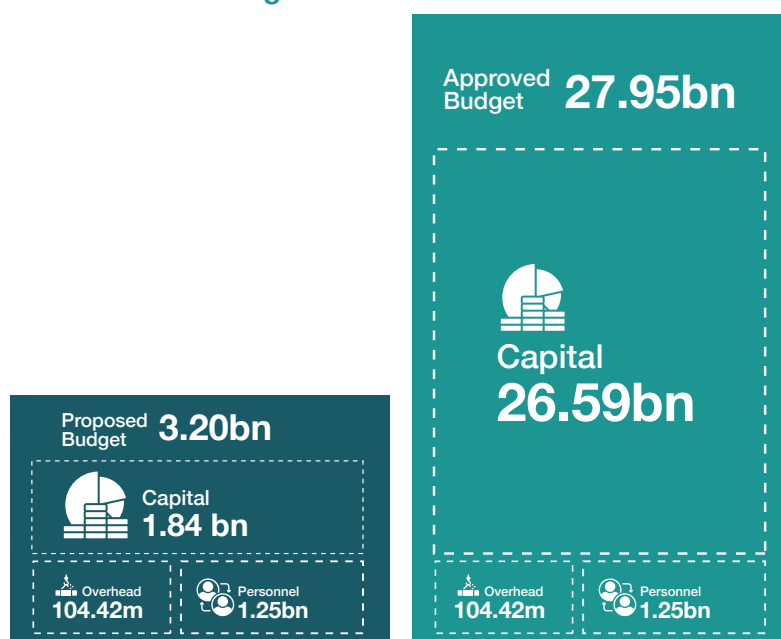 Proposed
Budget
3.20bn
Capital
1.84 bn
Overhead
104.42m
Personnel
1.25bn
Approved
Budget
27.95bn
Capital
26.59bn
Overhead
104.42m
Personnel
1.25bn